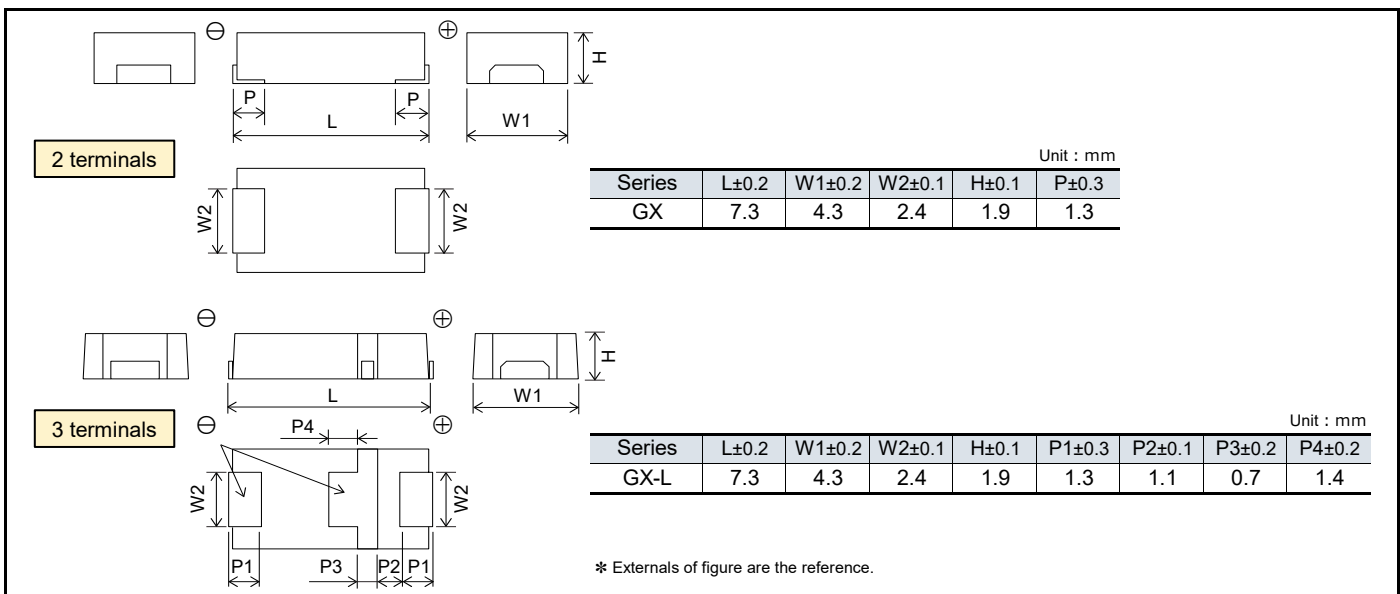 ⊖ ⊕
H
P P
L W1
2 terminals
W2 W2
Unit : mm
Series L±0.2 W1±0.2 W2±0.1 H±0.1 P±0.3
GX 7.3 4.3 2.4 1.9 1.3
⊖ ⊕
H
L W1
3 terminals
⊖ P4 ⊕
W2 W2
P1 P3 P2 P1
Unit : mm
Series L±0.2 W1±0.2 W2±0.1 H±0.1 P1±0.3 P2±0.1 P3±0.2 P4±0.2
GX-L 7.3 4.3 2.4 1.9 1.3 1.1 0.7 1.4
✻ Externals of figure are the reference.